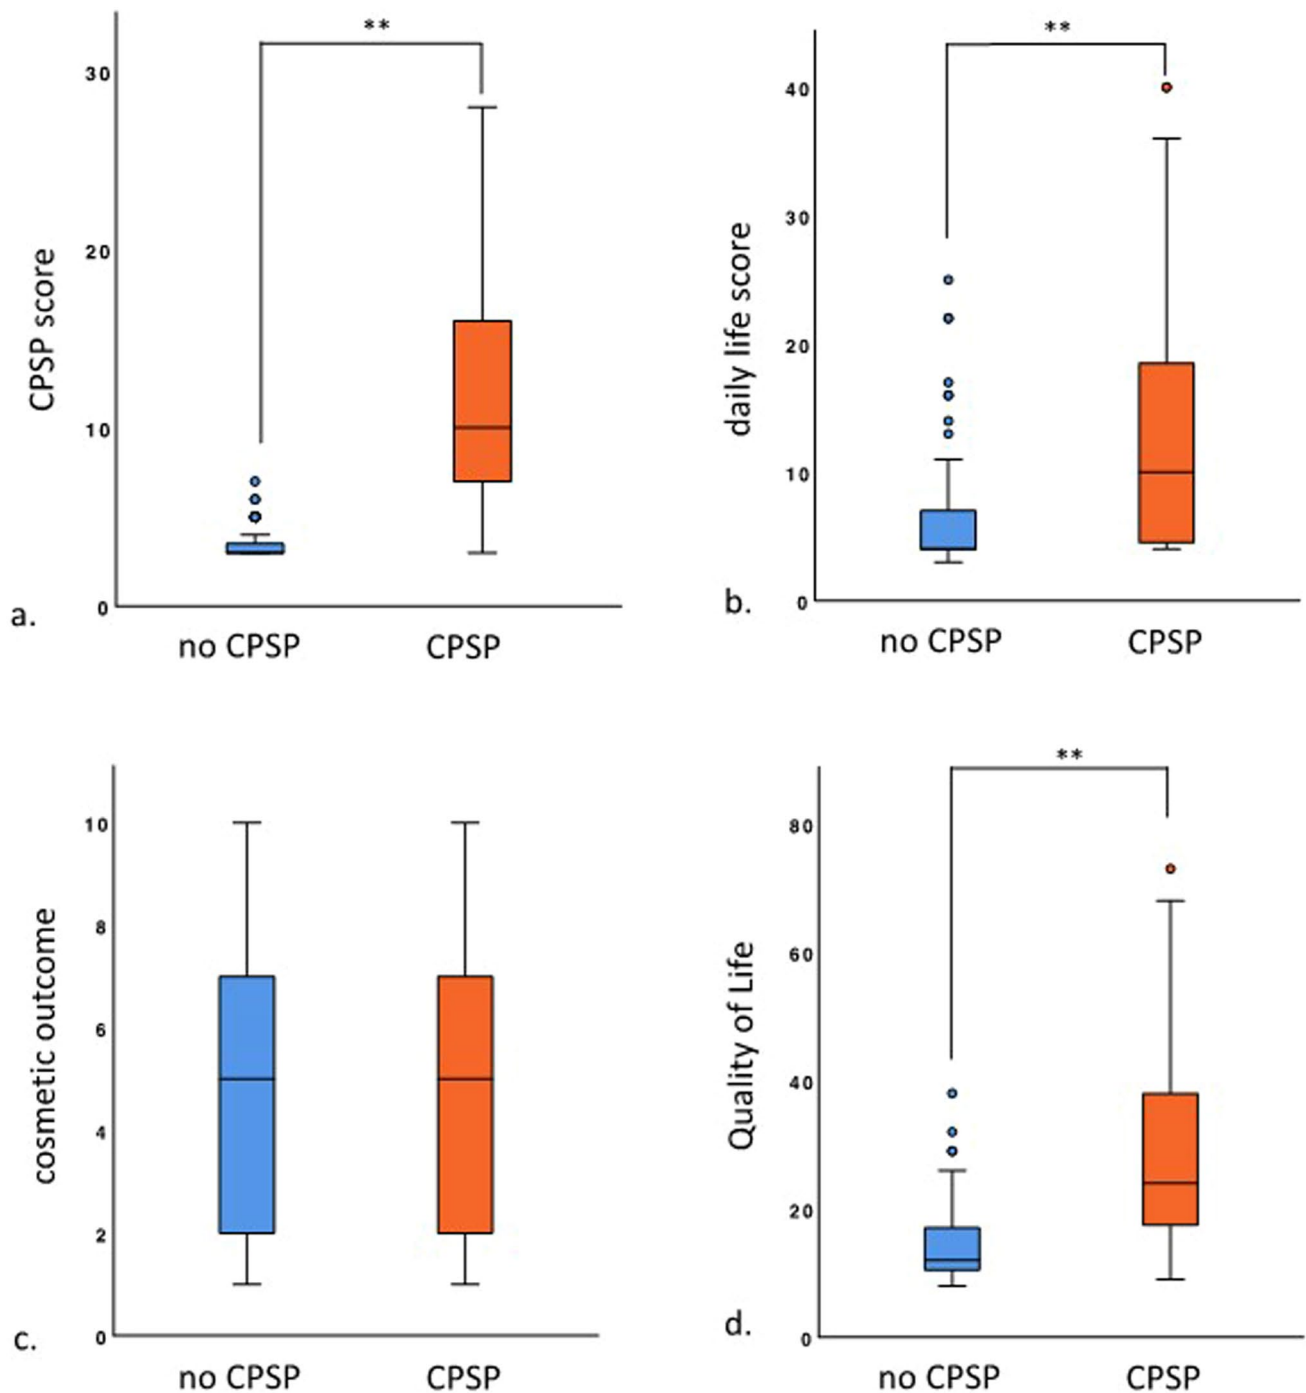 **
CPSP score
30
20
10
0
a.
no CPSP
CPSP
**
daily life score
40
30
20
10
0
b.
no CPSP
CPSP
cosmetic outcome
10
8
6
4
2
0
c.
no CPSP
CPSP
**
Quality of Life
80
60
40
20
0
d.
no CPSP
CPSP